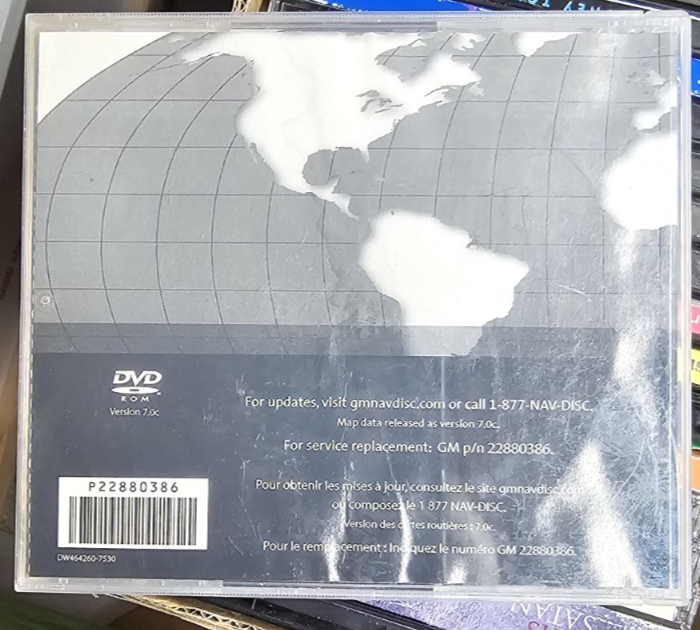 DVD
ROM
Version 7.0c
For updates, visit gmnavdisc.com or call 1-877-NAV-DISC.
Map data released as version 7.0c.
For service replacement: GM p/n 22880386.
Pour obtenir les mises à jour, consultez le site gmnavdisc.com
ou composez le 1 877 NAV-DISC.
Version des cartes routières : 7.0c.
Pour le remplacement : Indiquez le numéro GM 22880386.
P22880386
DW464260-7530
SATAN